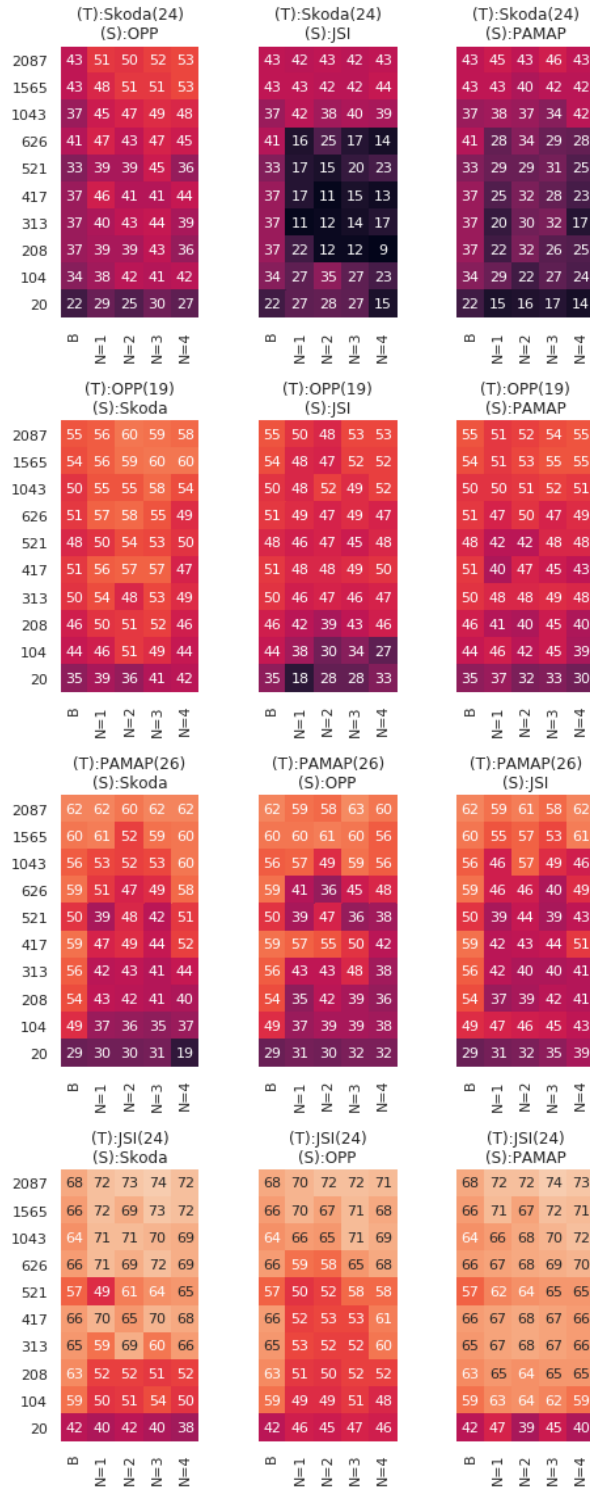 (T):Skoda(24) (T):Skoda(24) (T):Skoda(24)
(S):OPP (S):JSI (S):PAMAP
2087 43 51 50 52 53 43 42 43 42 43 43 45 43 46 43
1565 43 48 51 51 53 43 43 42 42 44 43 43 40 42 42
1043 37 45 47 49 48 37 42 38 40 39 37 38 37 34 42
626 41 47 43 47 45 41 16 25 17 14 41 28 34 29 28
521 33 39 39 45 36 33 17 15 20 23 33 29 29 31 25
417 37 46 41 41 44 37 17 11 15 13 37 25 32 28 23
313 37 40 43 44 39 37 11 12 14 17 37 20 30 32 17
208 37 39 39 43 36 37 22 12 12 9 37 22 32 26 25
104 34 38 42 41 42 34 27 35 27 23 34 29 22 27 24
20 22 29 25 30 27 22 27 28 27 15 22 15 16 17 14
B N=1 N=2 N=3 N=4 B N=1 N=2 N=3 N=4 B N=1 N=2 N=3 N=4
(T):OPP(19) (T):OPP(19) (T):OPP(19)
(S):Skoda (S):JSI (S):PAMAP
2087 55 56 60 59 58 55 50 48 53 53 55 51 52 54 55
1565 54 56 59 60 60 54 48 47 52 52 54 51 53 55 55
1043 50 55 55 58 54 50 48 52 49 52 50 50 51 52 51
626 51 57 58 55 49 51 49 47 49 47 51 47 50 47 49
521 48 50 54 53 50 48 46 47 45 48 48 42 42 48 48
417 51 56 57 57 47 51 48 48 49 50 51 40 47 45 43
313 50 54 48 53 49 50 46 47 46 47 50 48 48 49 48
208 46 50 51 52 46 46 42 39 43 46 46 41 40 45 40
104 44 46 51 49 44 44 38 30 34 27 44 46 42 45 39
20 35 39 36 41 42 35 18 28 28 33 35 37 32 33 30
B N=1 N=2 N=3 N=4 B N=1 N=2 N=3 N=4 B N=1 N=2 N=3 N=4
(T):PAMAP(26) (T):PAMAP(26) (T):PAMAP(26)
(S):Skoda (S):OPP (S):JSI
2087 62 62 60 62 62 62 59 58 63 60 62 59 61 58 62
1565 60 61 52 59 60 60 60 61 60 56 60 55 57 53 61
1043 56 53 52 53 60 56 57 49 59 56 56 46 57 49 46
626 59 51 47 49 58 59 41 36 45 48 59 46 46 40 49
521 50 39 48 42 51 50 39 47 36 38 50 39 44 39 43
417 59 47 49 44 52 59 57 55 50 42 59 42 43 44 51
313 56 42 43 41 44 56 43 43 48 38 56 42 40 40 41
208 54 43 42 41 40 54 35 42 39 36 54 37 39 42 41
104 49 37 36 35 37 49 37 39 39 38 49 47 46 45 43
20 29 30 30 31 19 29 31 30 32 32 29 31 32 35 39
B N=1 N=2 N=3 N=4 B N=1 N=2 N=3 N=4 B N=1 N=2 N=3 N=4
(T):JSI(24) (T):JSI(24) (T):JSI(24)
(S):Skoda (S):OPP (S):PAMAP
2087 68 72 73 74 72 68 70 72 72 71 68 72 72 74 73
1565 66 72 69 73 72 66 70 67 71 68 66 71 67 72 71
1043 64 71 71 70 69 64 66 65 71 69 64 66 68 70 72
626 66 71 69 72 69 66 59 58 65 68 66 67 68 69 70
521 57 49 61 64 65 57 50 52 58 58 57 62 64 65 65
417 66 70 65 70 68 66 52 53 53 61 66 67 68 67 66
313 65 59 69 60 66 65 53 52 52 60 65 67 68 67 66
208 63 52 52 51 52 63 51 50 52 52 63 65 64 65 65
104 59 50 51 54 50 59 49 49 51 48 59 63 64 62 59
20 42 40 42 40 38 42 46 45 47 46 42 47 39 45 40
B N=1 N=2 N=3 N=4 B N=1 N=2 N=3 N=4 B N=1 N=2 N=3 N=4